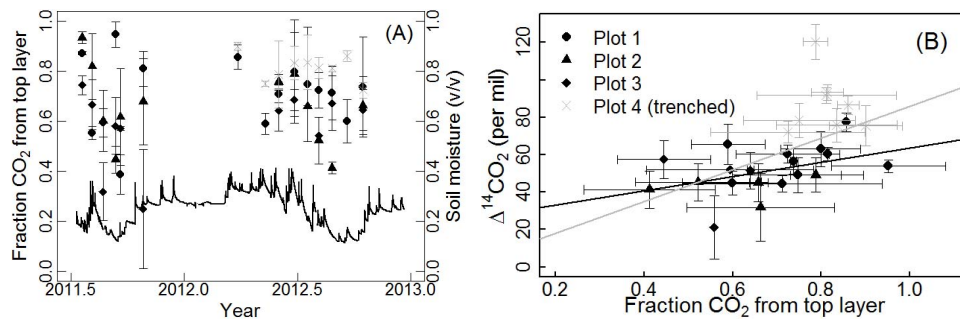 (A)
Fraction CO2 from top layer
0.0 0.2 0.4 0.6 0.8 1.0
Soil moisture (v/v)
0.0 0.2 0.4 0.6 0.8 1.0
2011.5 2012.0 2012.5 2013.0
Year
(B)
Plot 1
Plot 2
Plot 3
Plot 4 (trenched)
Δ14CO2 (per mil)
0 20 40 60 80 120
0.2 0.4 0.6 0.8 1.0
Fraction CO2 from top layer